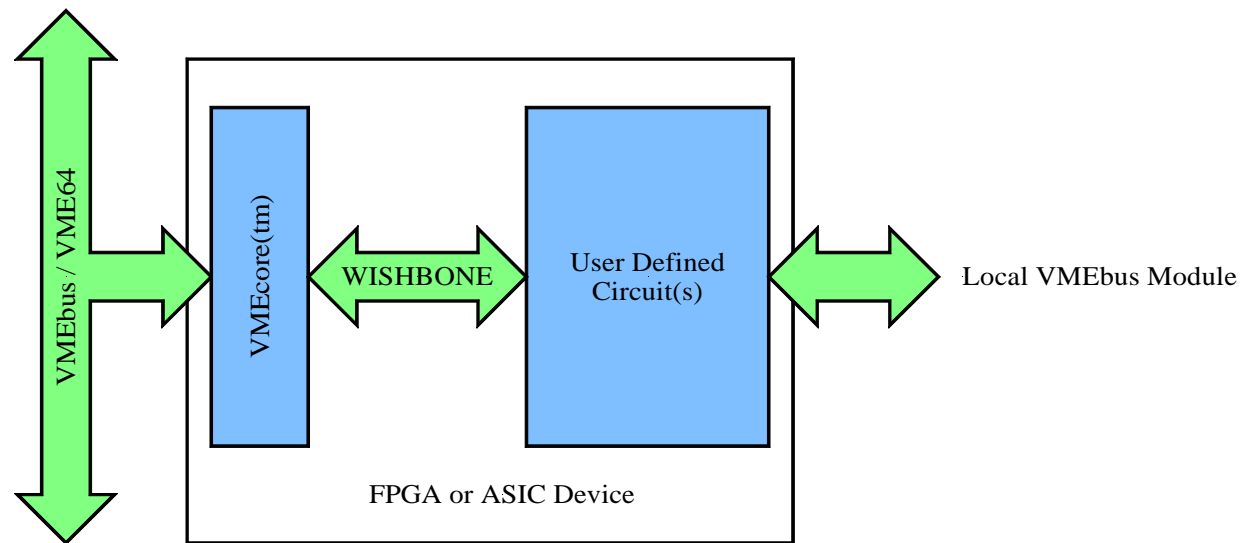 VMEbus / VME64
VMEcore(tm)
WISHBONE
User Defined
Circuit(s)
Local VMEbus Module
FPGA or ASIC Device